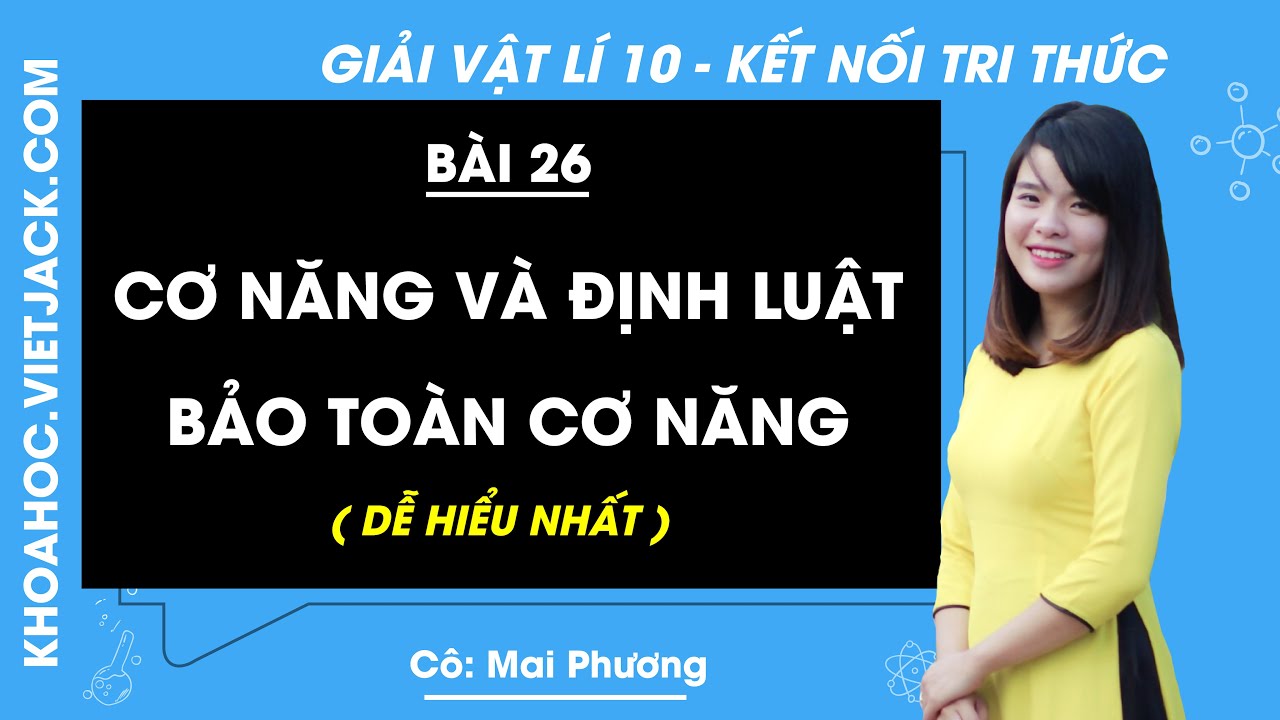 GIẢI VẬT LÍ 10 - KẾT NỐI TRI THỨC
KHOAHOC.VIETJACK.COM
BÀI 26
CƠ NĂNG VÀ ĐỊNH LUẬT
BẢO TOÀN CƠ NĂNG
( DỄ HIỂU NHẤT )
Cô: Mai Phương